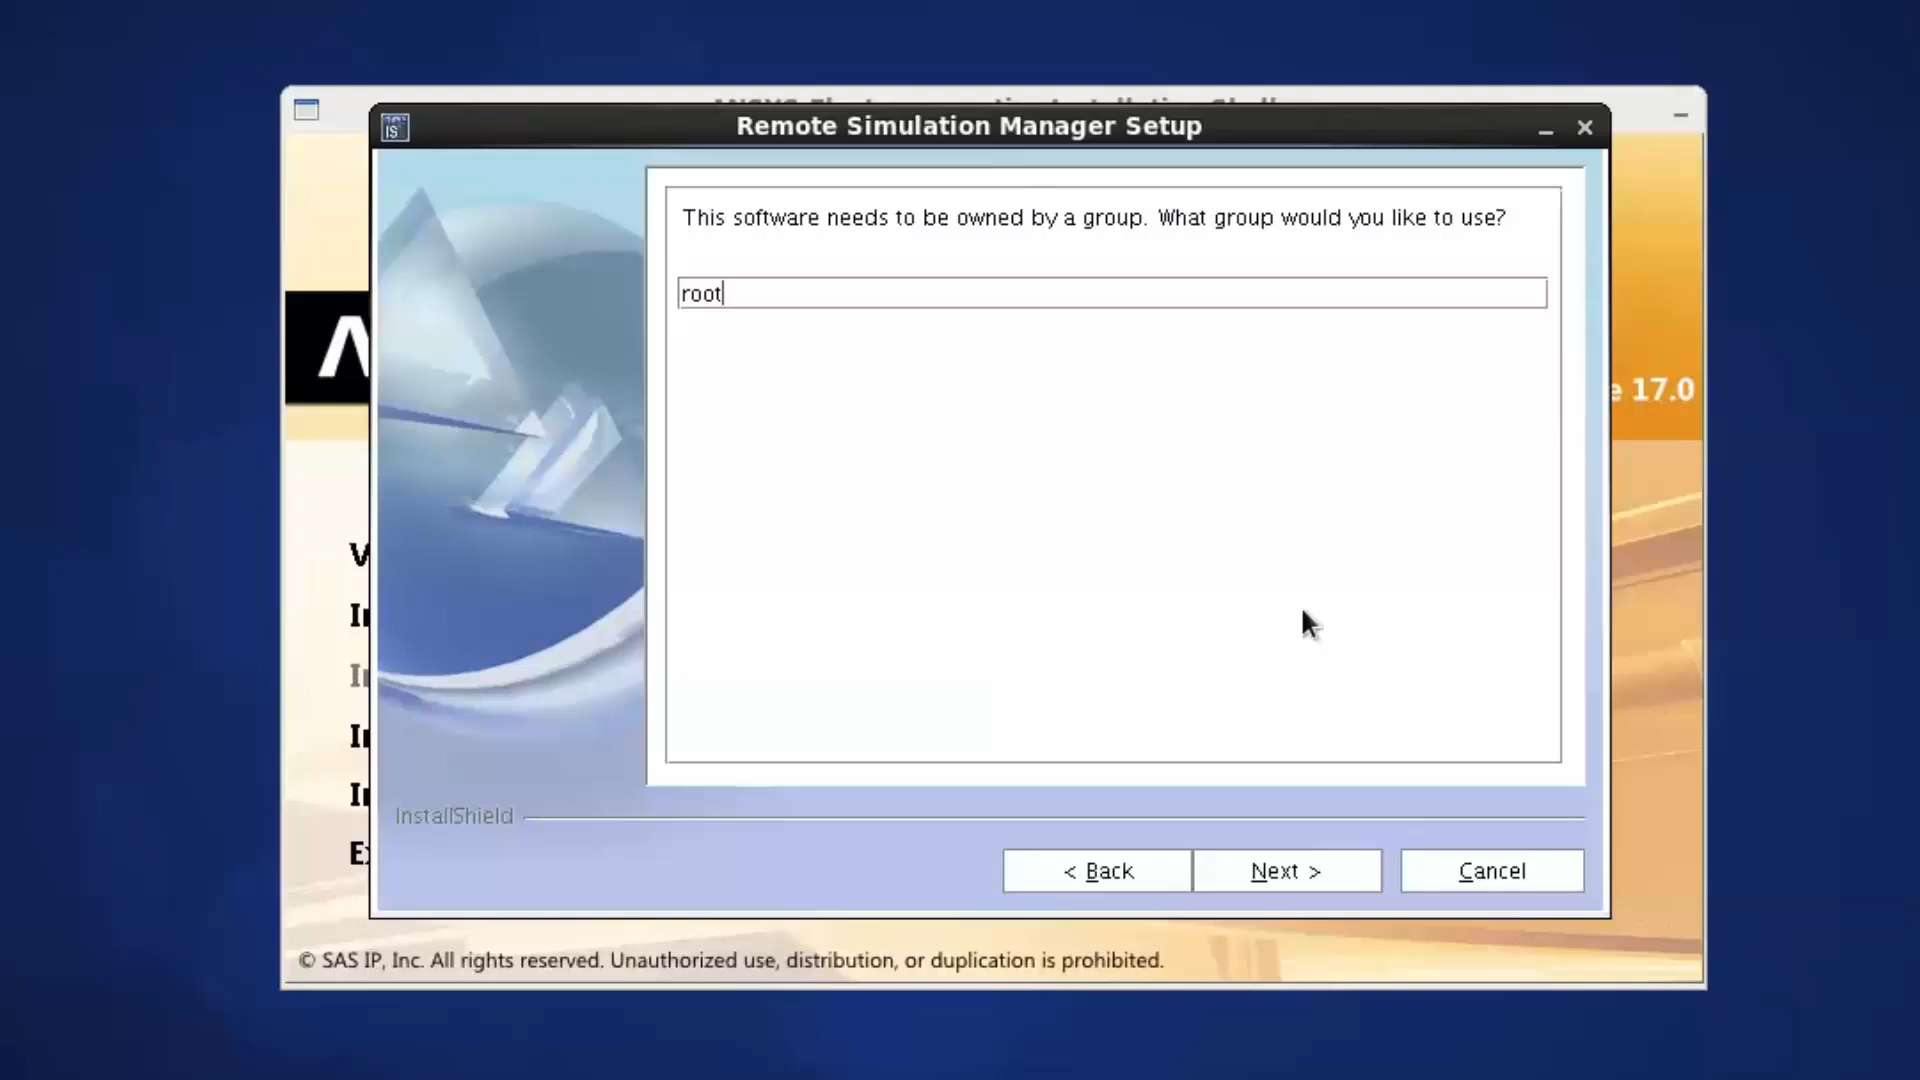 Remote Simulation Manager Setup
This software needs to be owned by a group. What group would you like to use?
root
e 17.0
InstallShield
< Back
Next >
Cancel
© SAS IP, Inc. All rights reserved. Unauthorized use, distribution, or duplication is prohibited.